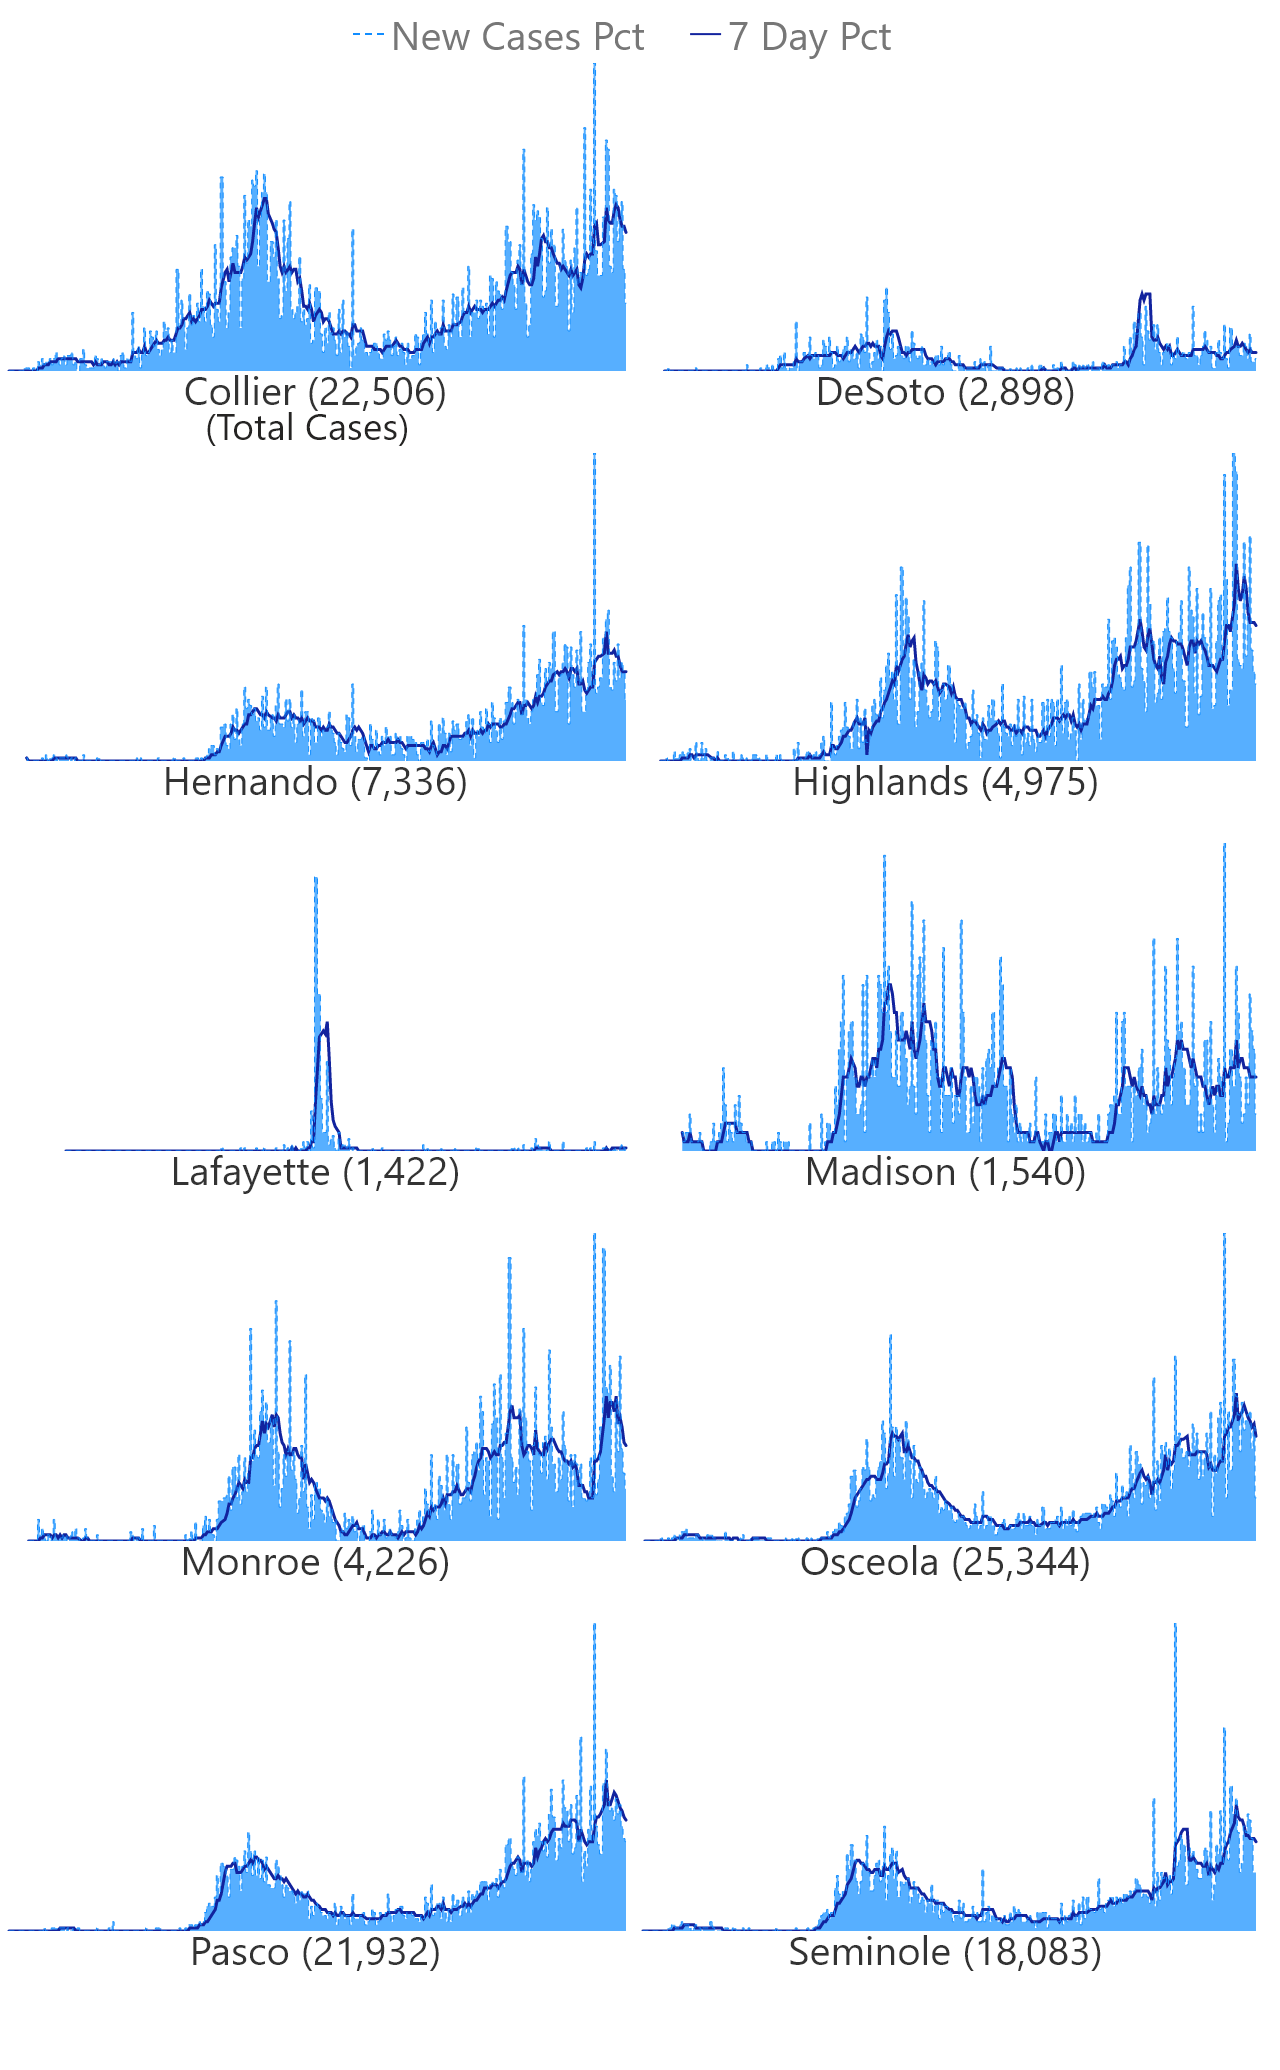 New Cases Pct 7 Day Pct
Collier (22,506) DeSoto (2,898)
(Total Cases)
Hernando (7,336) Highlands (4,975)
Lafayette (1,422) Madison (1,540)
Monroe (4,226) Osceola (25,344)
Pasco (21,932) Seminole (18,083)